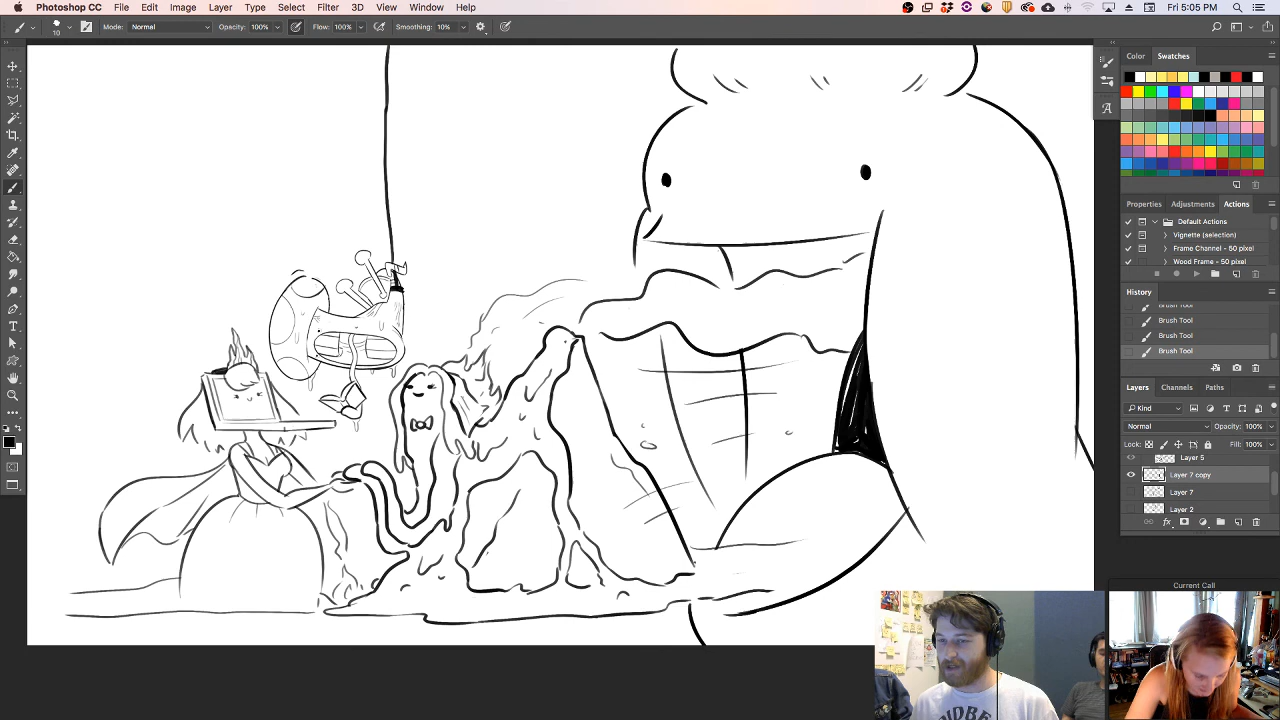 Photoshop CC File Edit Image Layer Type Select Filter 3D View Window Help Fri 5:05 PM
10 Mode: Normal Opacity: 100% Flow: 100% Smoothing: 10%
Color Swatches
A
Properties Adjustments Actions
Default Actions
Vignette (selection)
Frame Channel - 50 pixel
Wood Frame - 50 pixel
History
Brush Tool
Brush Tool
Brush Tool
Brush Tool
Layers Channels Paths
Kind
Normal Opacity: 100%
Lock: Fill: 100%
Layer 5
Layer 7 copy
Layer 7
Layer 2
fx
Current Call